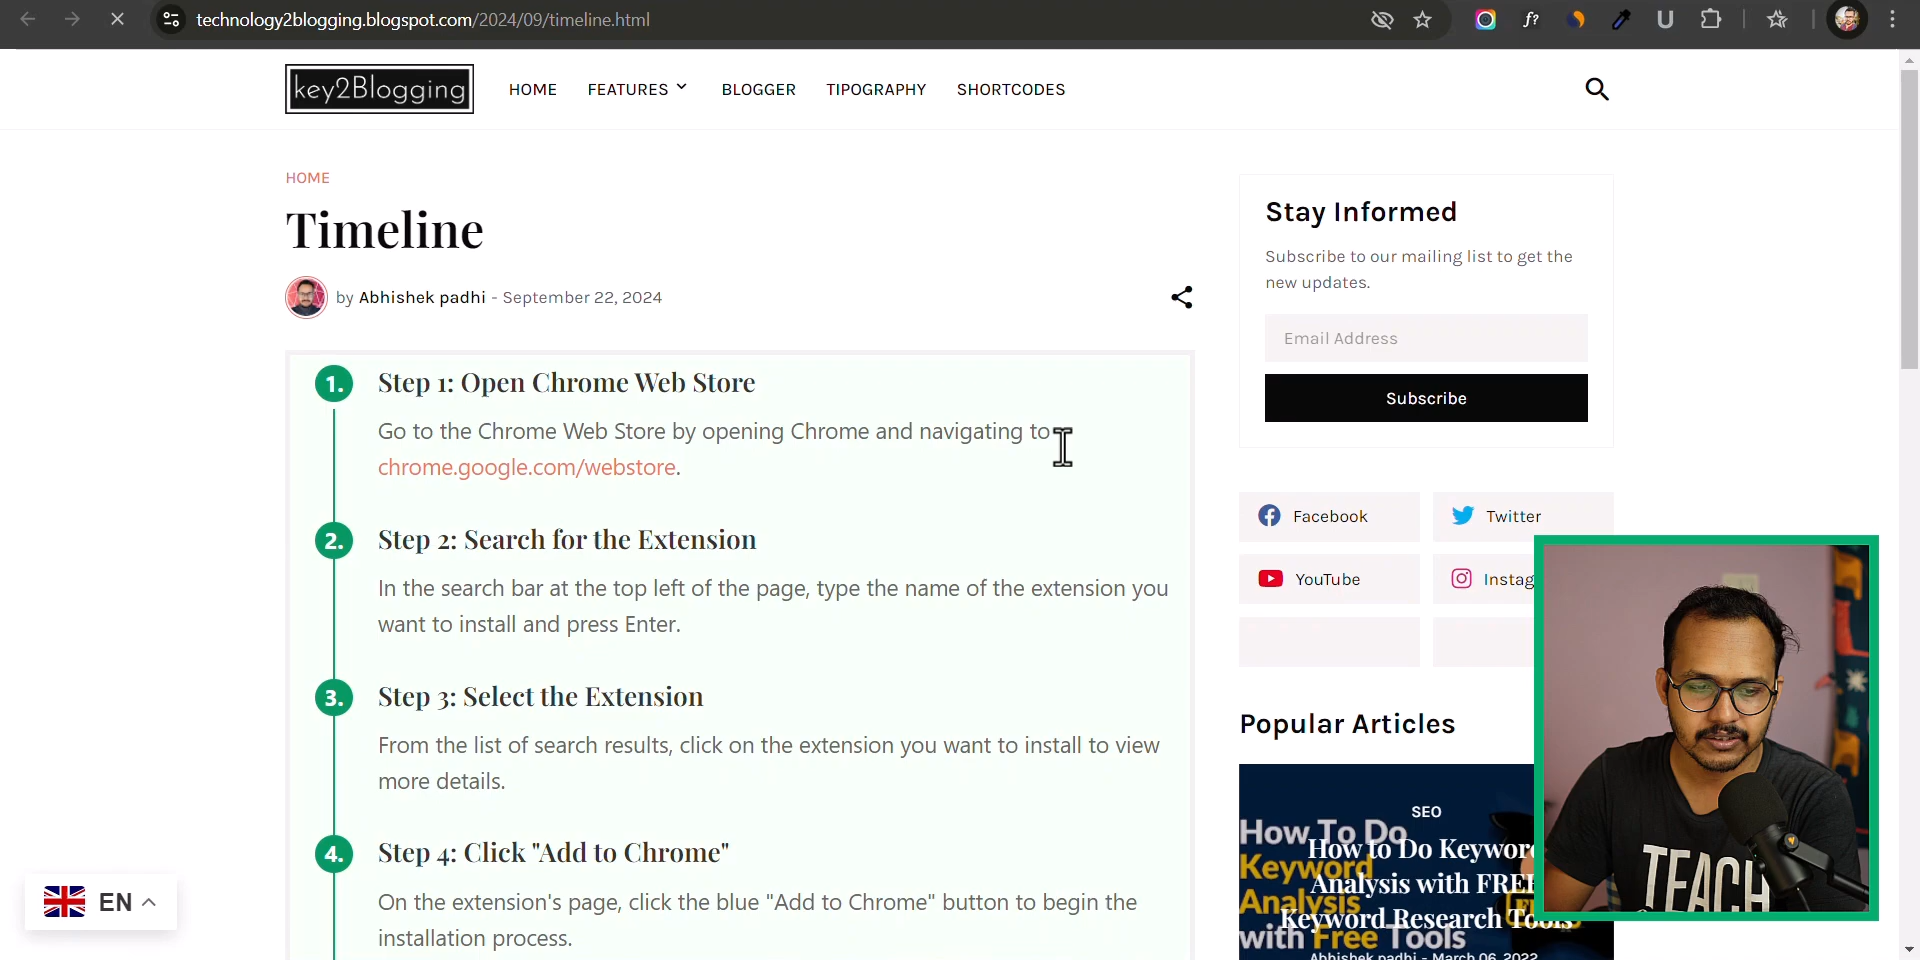 technology2blogging.blogspot.com/2024/09/timeline.html
f?
U
key2Blogging
HOME
FEATURES
BLOGGER
TIPOGRAPHY
SHORTCODES
HOME
Timeline
by Abhishek padhi - September 22, 2024
1.
Step 1: Open Chrome Web Store
Go to the Chrome Web Store by opening Chrome and navigating to
chrome.google.com/webstore.
2.
Step 2: Search for the Extension
In the search bar at the top left of the page, type the name of the extension you
want to install and press Enter.
3.
Step 3: Select the Extension
From the list of search results, click on the extension you want to install to view
more details.
4.
Step 4: Click "Add to Chrome"
On the extension's page, click the blue "Add to Chrome" button to begin the
installation process.
EN
Stay Informed
Subscribe to our mailing list to get the
new updates.
Email Address
Subscribe
Facebook
Twitter
YouTube
Instag
Popular Articles
SEO
How to Do Keyword
Analysis with FREE
Keyword Research Tools
Abhishek padhi - March 06, 2022
How To Do
Keyword
Analysis
with Free Tools
TEACH